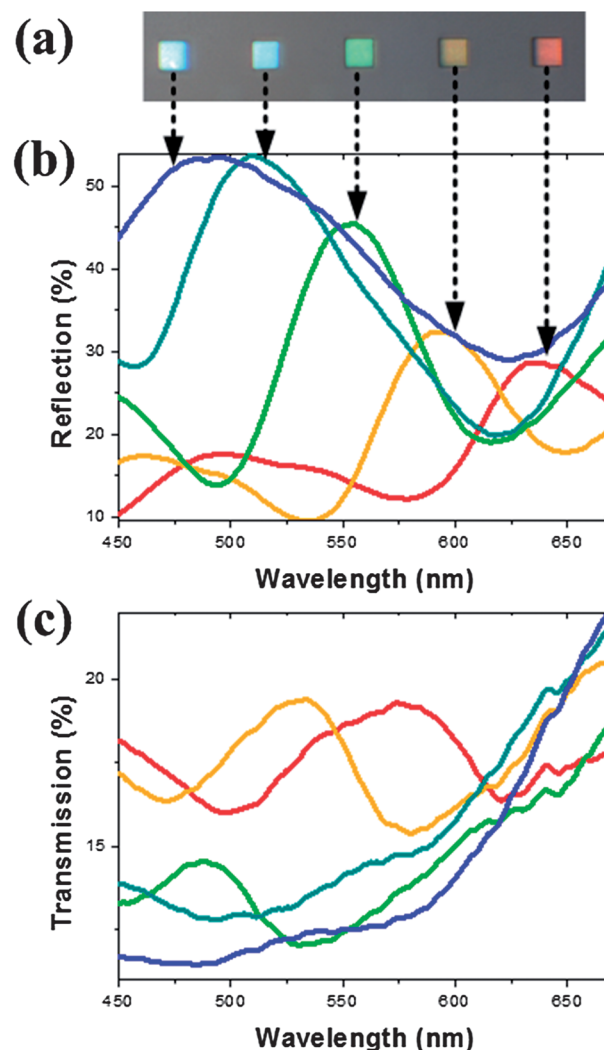 (a)
(b)
Reflection (%)
50
40
30
20
10
450 500 550 600 650
Wavelength (nm)
(c)
Transmission (%)
20
15
450 500 550 600 650
Wavelength (nm)